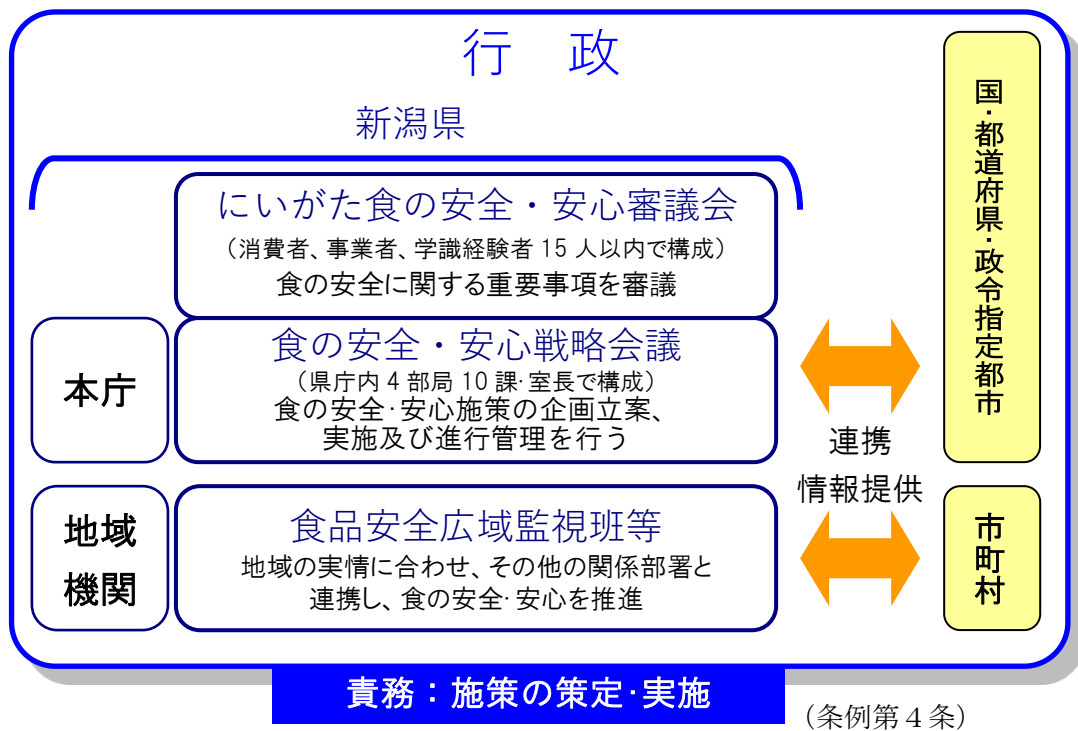 行　政
新潟県
にいがた食の安全・安心審議会
（消費者、事業者、学識経験者 15 人以内で構成）
食の安全に関する重要事項を審議
本庁
食の安全・安心戦略会議
（県庁内 4 部局 10 課･室長で構成）
食の安全･安心施策の企画立案、
実施及び進行管理を行う
地域
機関
食品安全広域監視班等
地域の実情に合わせ、その他の関係部署と
連携し、食の安全･安心を推進
連携
情報提供
国･都道府県･政令指定都市
市町村
責務：施策の策定･実施
（条例第４条）